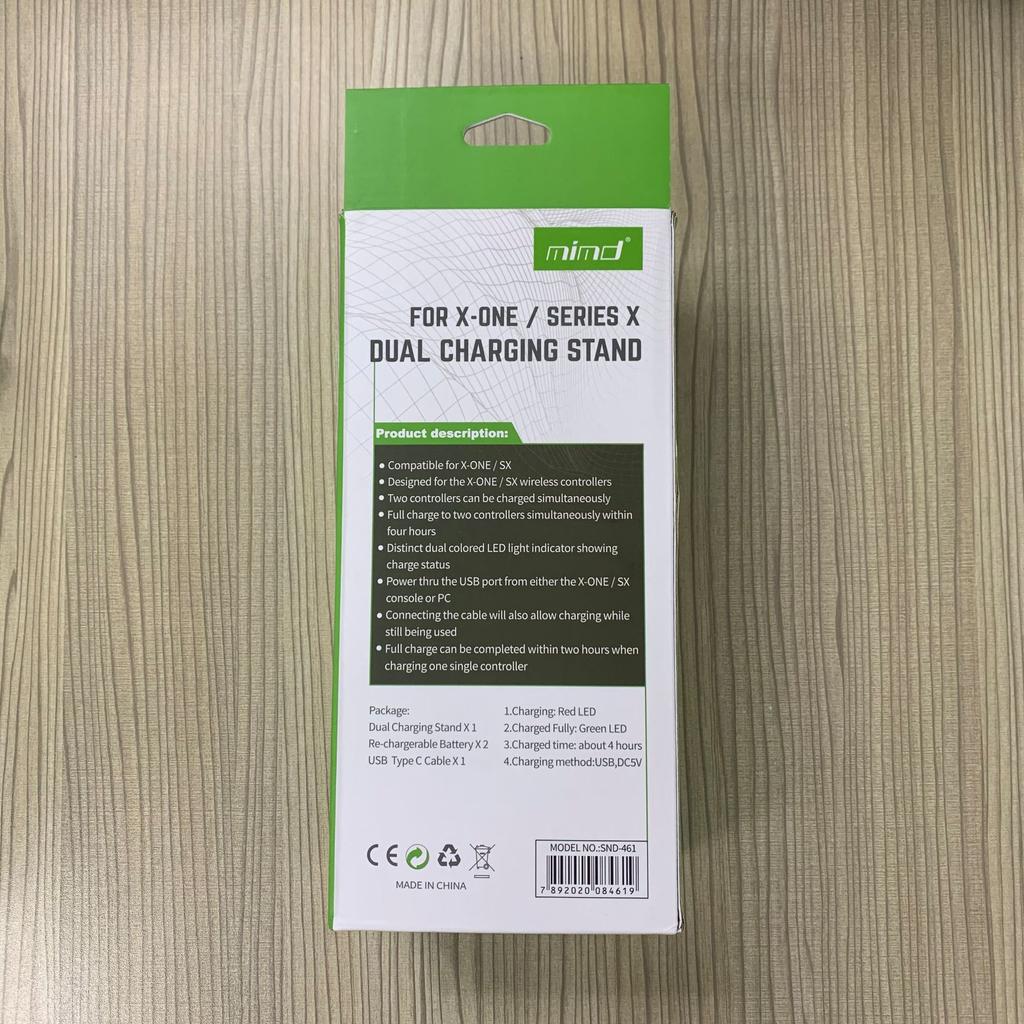 mimd®
FOR X-ONE / SERIES X
DUAL CHARGING STAND
Product description:
• Compatible for X-ONE / SX
• Designed for the X-ONE / SX wireless controllers
• Two controllers can be charged simultaneously
• Full charge to two controllers simultaneously within
four hours
• Distinct dual colored LED light indicator showing
charge status
• Power thru the USB port from either the X-ONE / SX
console or PC
• Connecting the cable will also allow charging while
still being used
• Full charge can be completed within two hours when
charging one single controller
Package:
Dual Charging Stand X 1
Re-chargerable Battery X 2
USB Type C Cable X 1
1.Charging: Red LED
2.Charged Fully: Green LED
3.Charged time: about 4 hours
4.Charging method:USB,DC5V
CE
MADE IN CHINA
MODEL NO.:SND-461
7 892020 084619